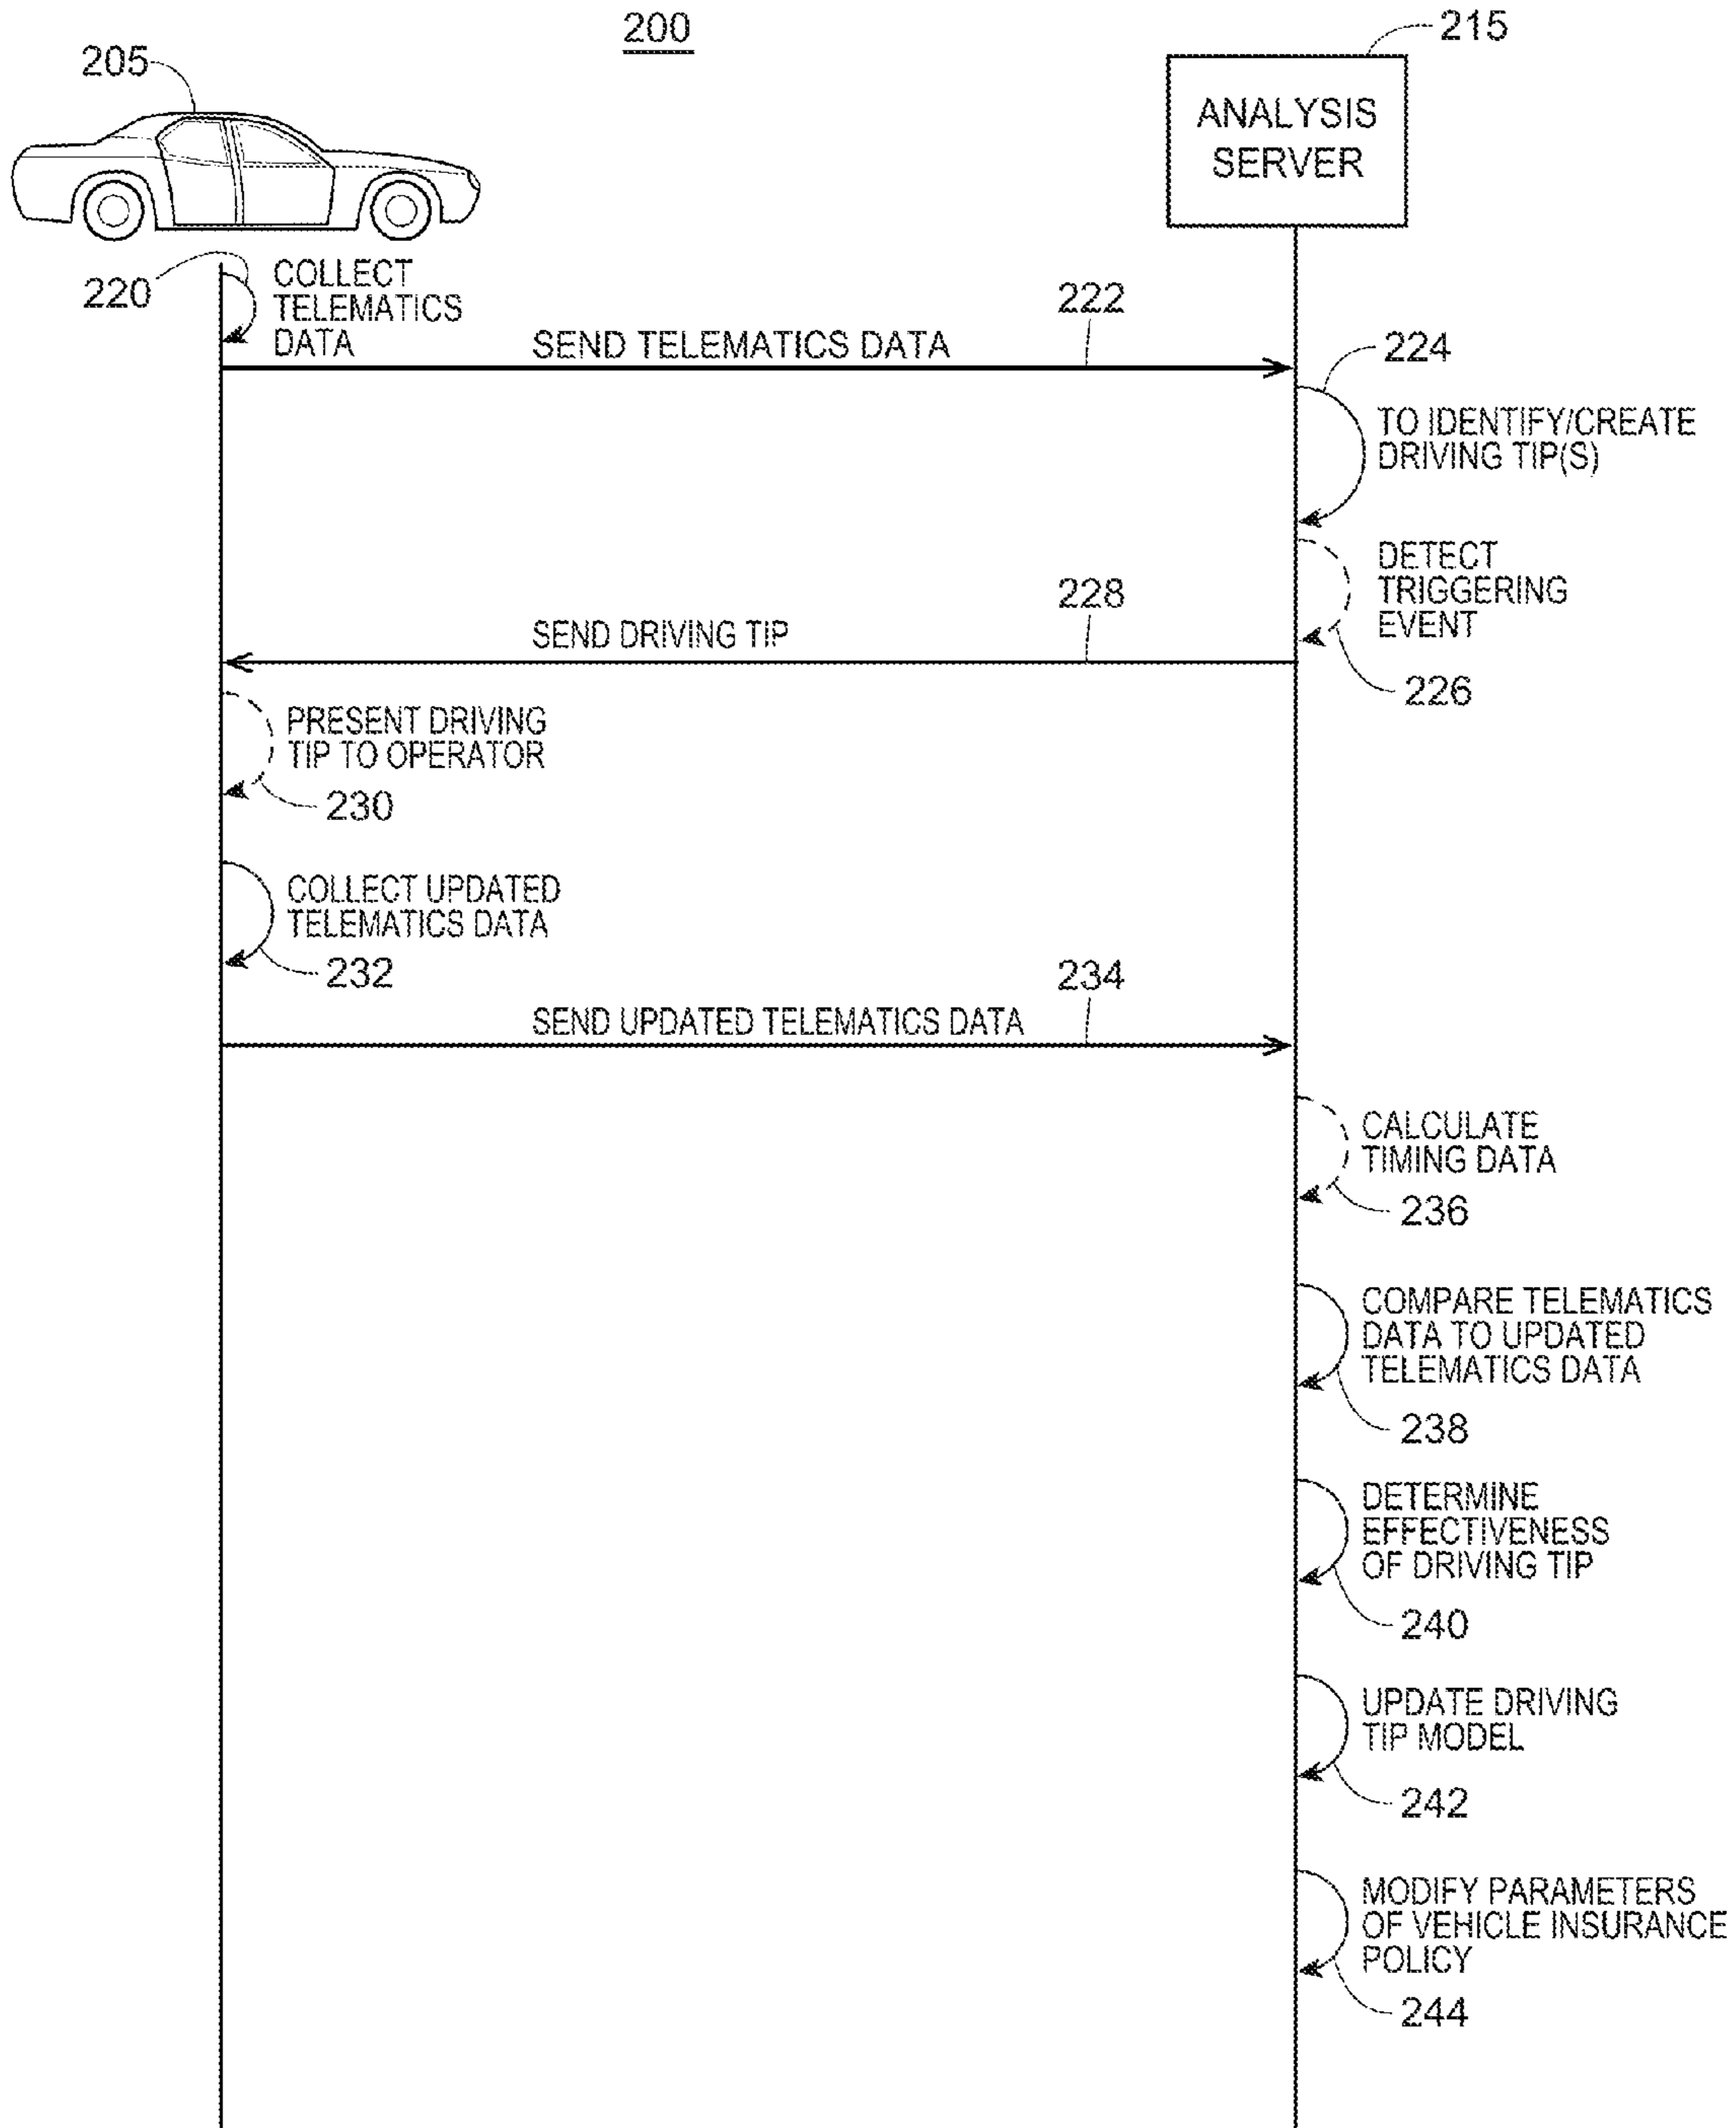 200
215
205
ANALYSIS
SERVER
220
COLLECT
TELEMATICS
DATA
222
SEND TELEMATICS DATA
224
TO IDENTIFY/CREATE
DRIVING TIP(S)
DETECT
TRIGGERING
EVENT
226
228
SEND DRIVING TIP
PRESENT DRIVING
TIP TO OPERATOR
230
COLLECT UPDATED
TELEMATICS DATA
232
234
SEND UPDATED TELEMATICS DATA
CALCULATE
TIMING DATA
236
COMPARE TELEMATICS
DATA TO UPDATED
TELEMATICS DATA
238
DETERMINE
EFFECTIVENESS
OF DRIVING TIP
240
UPDATE DRIVING
TIP MODEL
242
MODIFY PARAMETERS
OF VEHICLE INSURANCE
POLICY
244